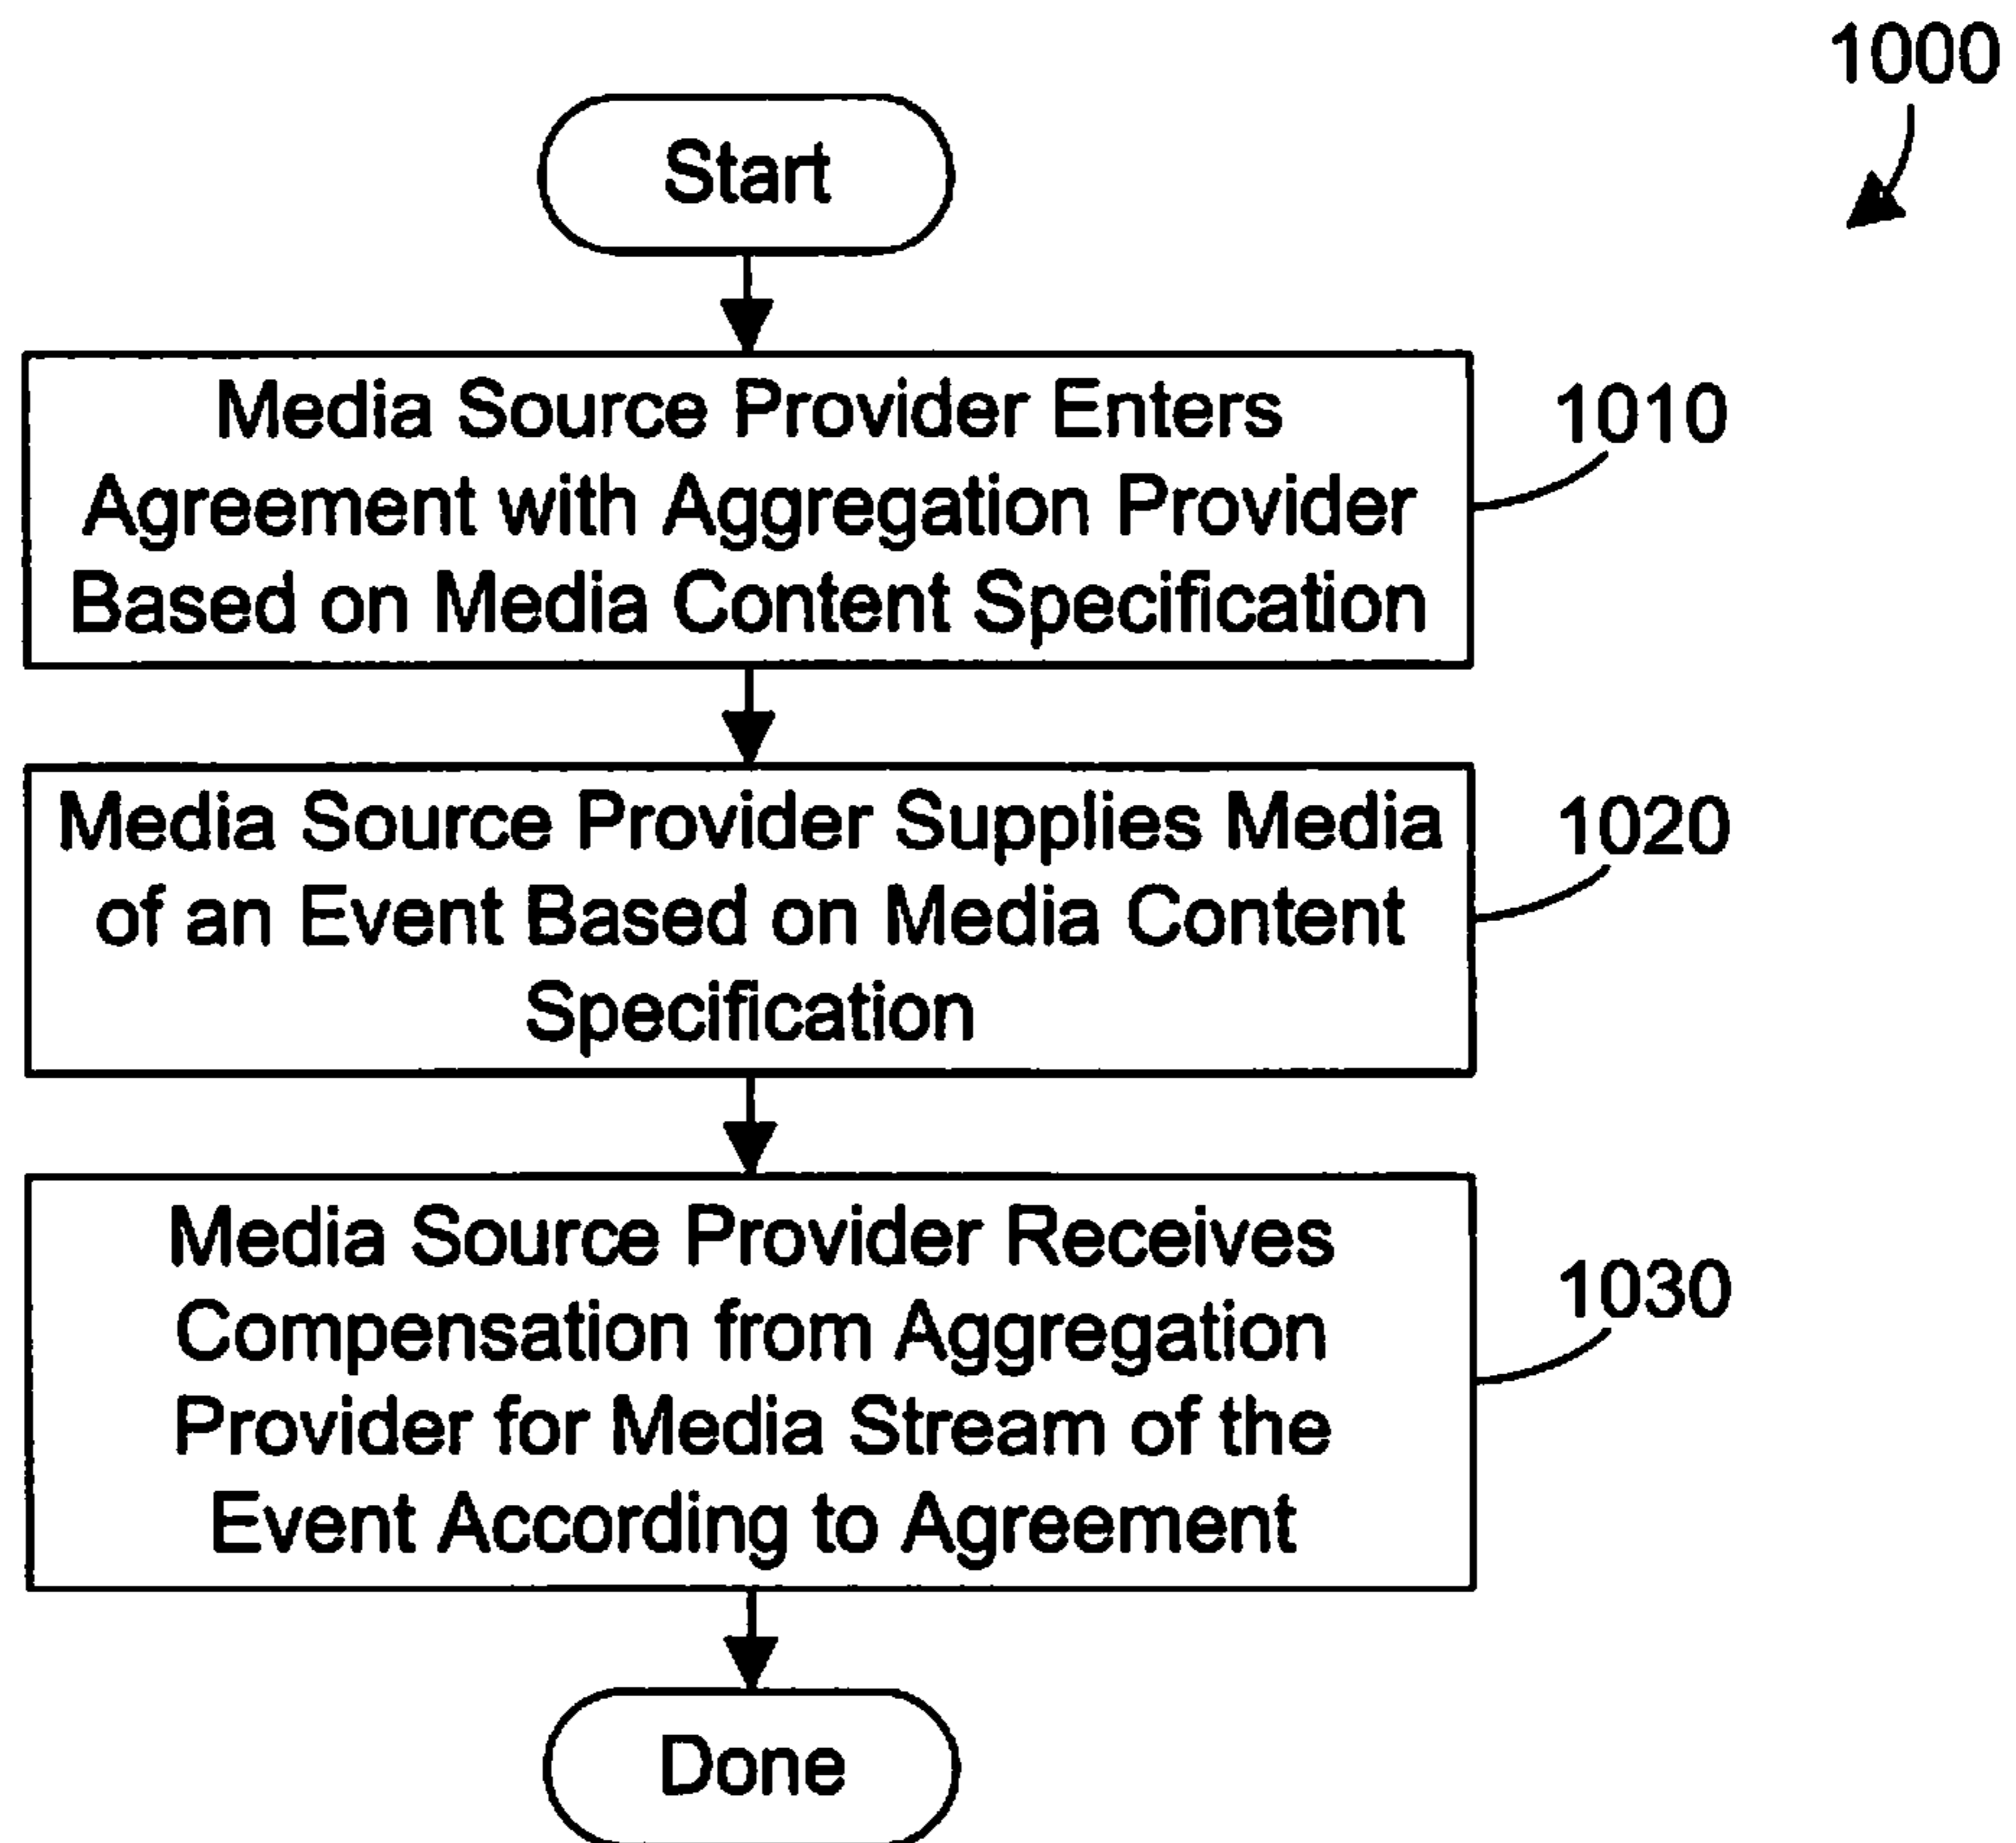 1000
Start
Media Source Provider Enters
Agreement with Aggregation Provider
Based on Media Content Specification
1010
Media Source Provider Supplies Media
of an Event Based on Media Content
Specification
1020
Media Source Provider Receives
Compensation from Aggregation
Provider for Media Stream of the
Event According to Agreement
1030
Done